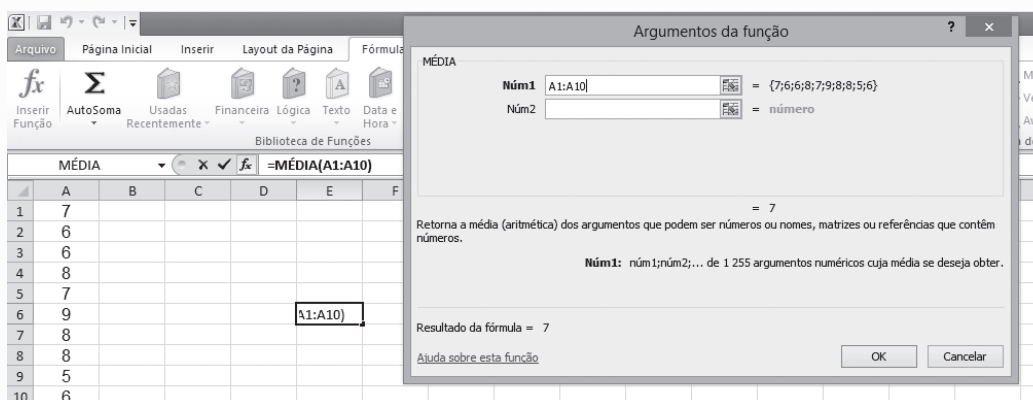 Arquivo Página Inicial Inserir Layout da Página Fórmula
fx Σ ? A
Inserir Função AutoSoma Usadas Recentemente Financeira Lógica Texto Data e Hora
Biblioteca de Funções
MÉDIA fx =MÉDIA(A1:A10)
A B C D E F
1 7
2 6
3 6
4 8
5 7
6 9 A1:A10)
7 8
8 8
9 5
10 6
Argumentos da função ? ×
MÉDIA
Núm1 A1:A10 = {7;6;6;8;7;9;8;8;5;6}
Núm2 = número
= 7
Retorna a média (aritmética) dos argumentos que podem ser números ou nomes, matrizes ou referências que contêm
números.
Núm1: núm1;núm2;... de 1 255 argumentos numéricos cuja média se deseja obter.
Resultado da fórmula = 7
Ajuda sobre esta função OK Cancelar